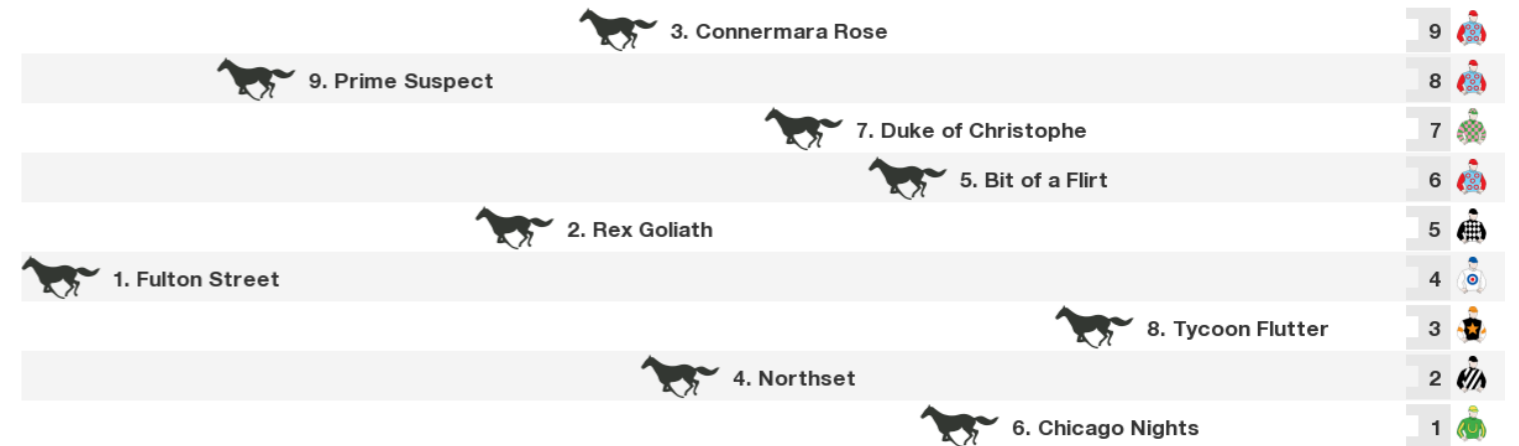 3. Connermara Rose 9
9. Prime Suspect 8
7. Duke of Christophe 7
5. Bit of a Flirt 6
2. Rex Goliath 5
1. Fulton Street 4
8. Tycoon Flutter 3
4. Northset 2
6. Chicago Nights 1